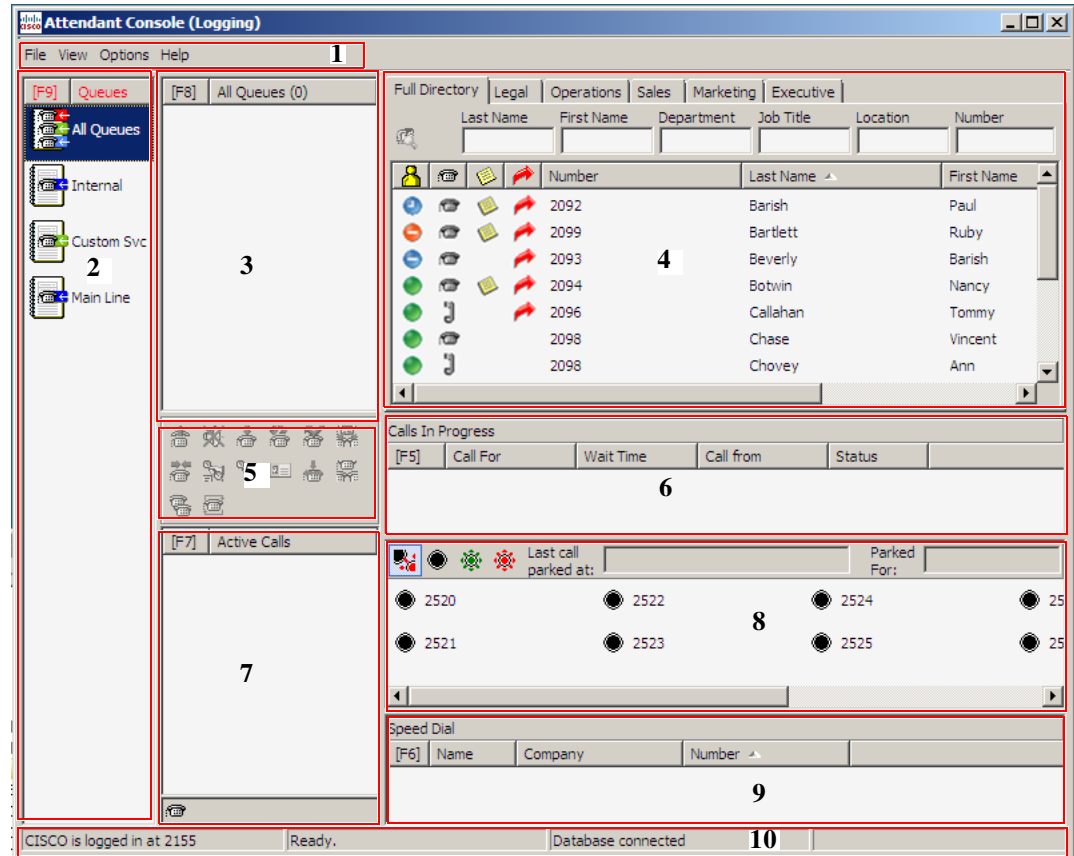 CISCO Attendant Console (Logging)
File View Options Help 1
[F9] Queues
All Queues
Internal
Custom Svc
2
Main Line
[F8] All Queues (0)
3
Full Directory Legal Operations Sales Marketing Executive
Last Name First Name Department Job Title Location Number
Number Last Name First Name
2092 Barish Paul
2099 Bartlett Ruby
2093 Beverly Barish
4
2094 Botwin Nancy
2096 Callahan Tommy
2098 Chase Vincent
2098 Chovey Ann
5
Calls In Progress
[F5] Call For Wait Time Call from Status
6
[F7] Active Calls
7
Last call parked at: Parked For:
2520 2522 2524 25
8
2521 2523 2525 25
Speed Dial
[F6] Name Company Number
9
CISCO is logged in at 2155 Ready. Database connected 10